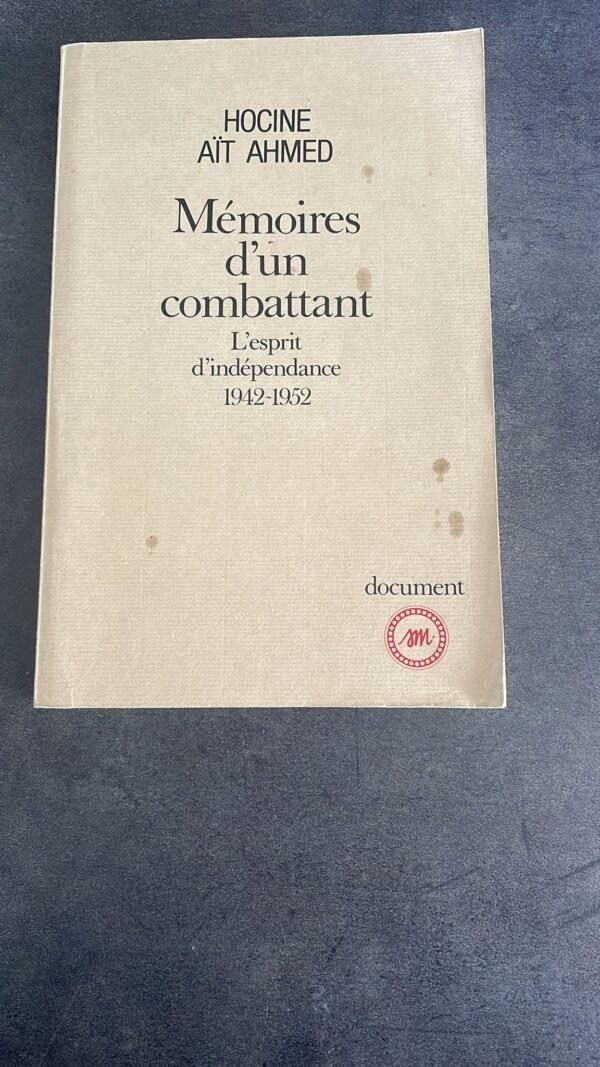 HOCINE
AÏT AHMED
Mémoires
d'un
combattant
L'esprit
d'indépendance
1942-1952
document
sm